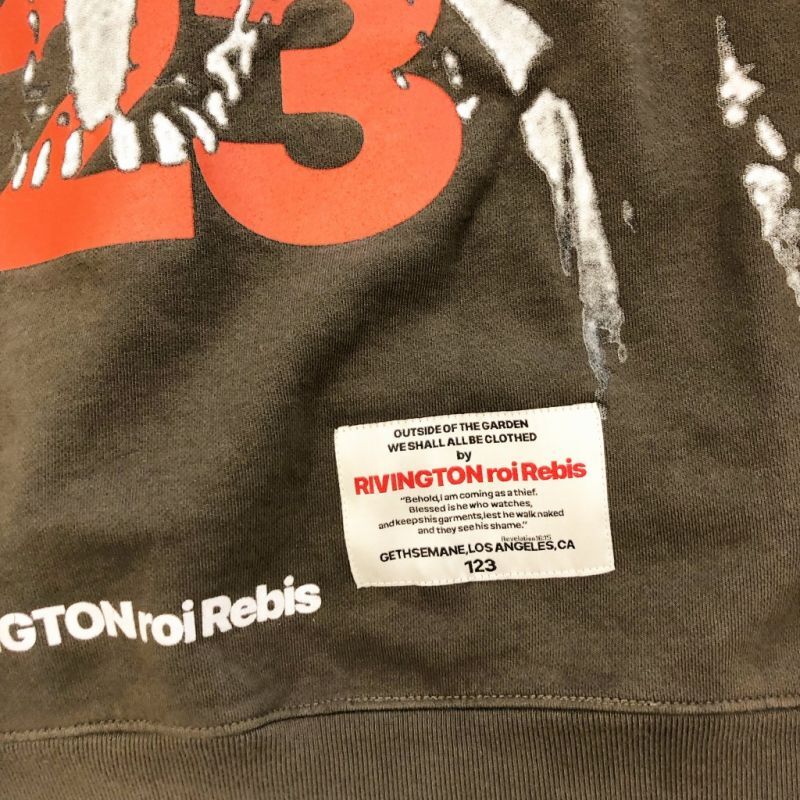 23
OUTSIDE OF THE GARDEN
WE SHALL ALL BE CLOTHED
by
RIVINGTON roi Rebis
"Behold,I am coming as a thief.
Blessed is he who watches,
and keeps his garments,lest he walk naked
and they see his shame."
Revelation 16:15
GETHSEMANE,LOS ANGELES,CA
123
NGTON roi Rebis